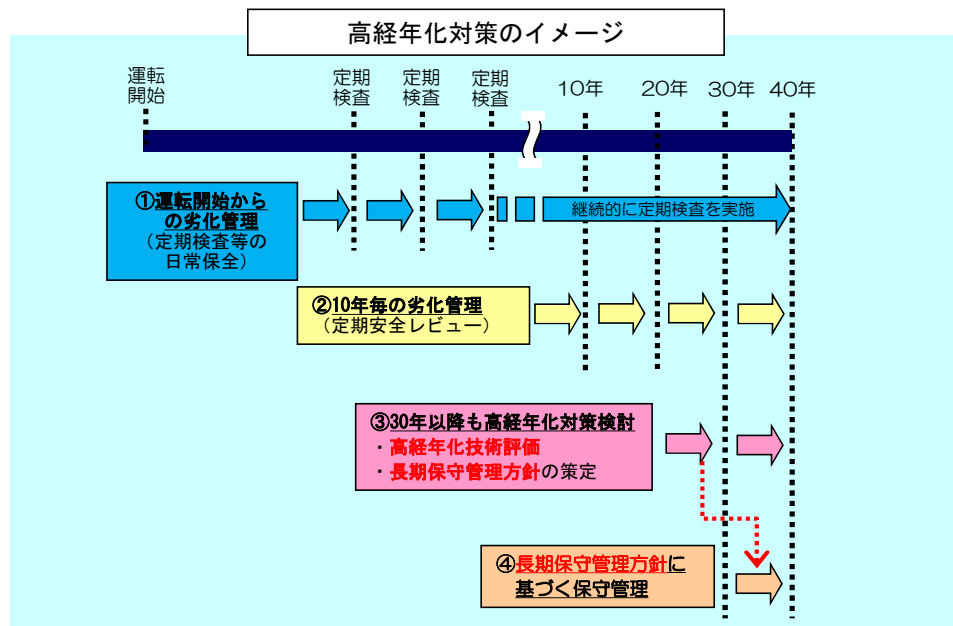 高経年化対策のイメージ
運転
開始
定期
検査
定期
検査
定期
検査
10年
20年
30年
40年
①運転開始から
の劣化管理
（定期検査等の
日常保全）
継続的に定期検査を実施
②10年毎の劣化管理
（定期安全レビュー）
③30年以降も高経年化対策検討
・高経年化技術評価
・長期保守管理方針の策定
④長期保守管理方針に
基づく保守管理